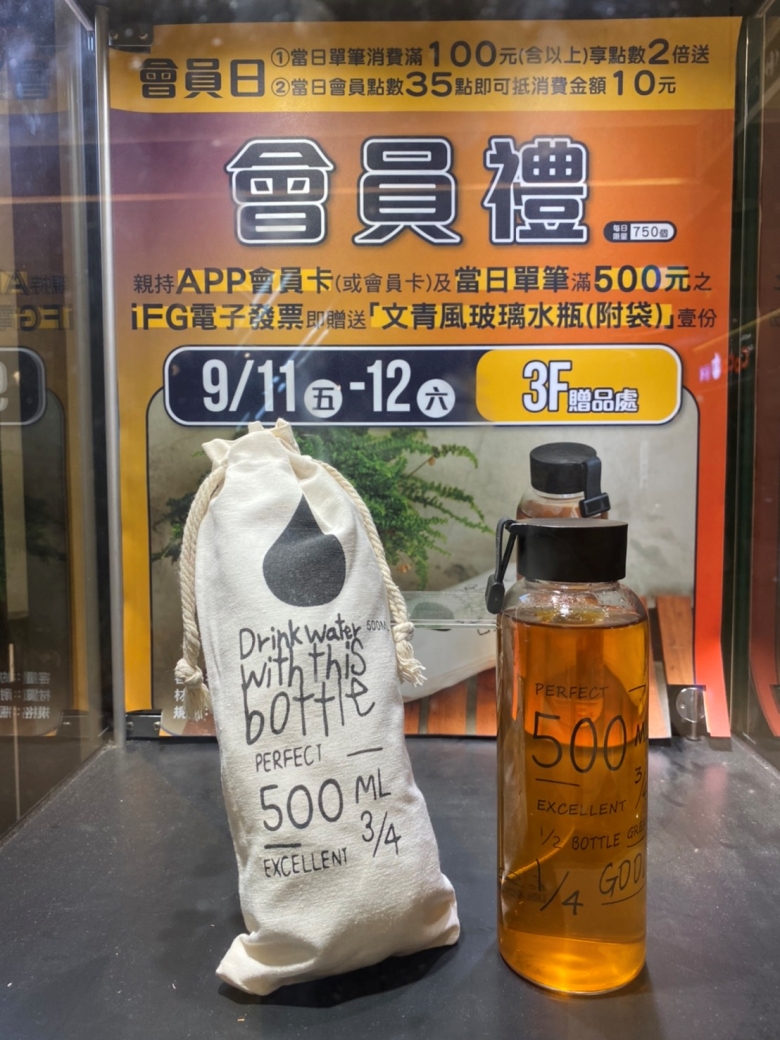 會員日
①當日單筆消費滿100元(含以上)享點數2倍送
②當日會員點數35點即可抵消費金額10元
會員禮
每日限量 750個
親持APP會員卡(或會員卡)及當日單筆滿500元之
iFG電子發票即贈送「文青風玻璃水瓶(附袋)」壹份
9/11五-12六 3F贈品處
Drink water 500ML
with this
bottle
PERFECT
500 ML
3/4
EXCELLENT
PERFECT
500 M
3/
EXCELLENT
1/2 BOTTLE GRE
1/4 GOO